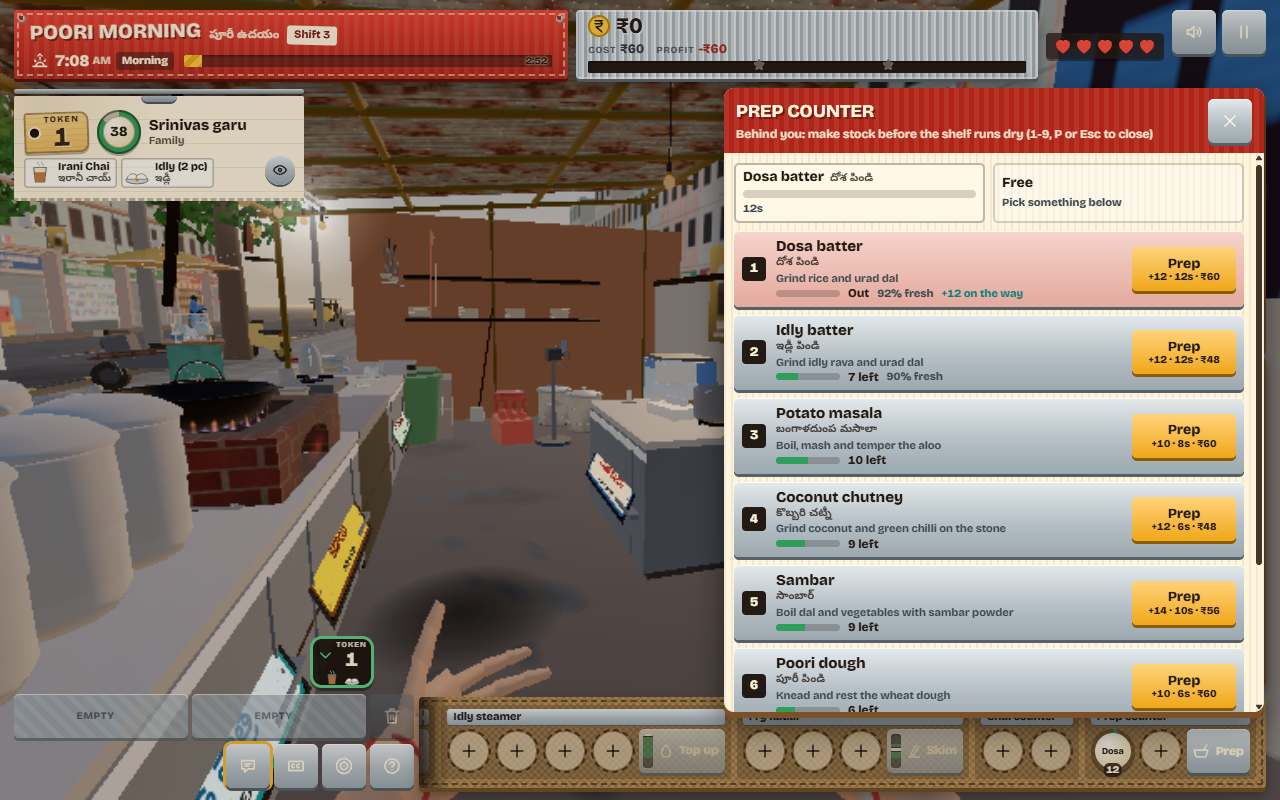 POORI MORNING పూరీ ఉదయం Shift 3
7:08 AM Morning 2:52
₹ ₹0
COST ₹60 PROFIT -₹60
TOKEN
1
38
Srinivas garu
Family
Irani Chai
ఇరానీ చాయ్
Idly (2 pc)
ఇడ్లీ
PREP COUNTER
Behind you: make stock before the shelf runs dry (1-9, P or Esc to close)
Dosa batter దోశ పిండి
12s
Free
Pick something below
1
Dosa batter
దోశ పిండి
Grind rice and urad dal
Out 92% fresh +12 on the way
Prep
+12 · 12s · ₹60
2
Idly batter
ఇడ్లీ పిండి
Grind idly rava and urad dal
7 left 90% fresh
Prep
+12 · 12s · ₹48
3
Potato masala
బంగాళదుంప మసాలా
Boil, mash and temper the aloo
10 left
Prep
+10 · 8s · ₹60
4
Coconut chutney
కొబ్బరి చట్నీ
Grind coconut and green chilli on the stone
9 left
Prep
+12 · 6s · ₹48
5
Sambar
సాంబార్
Boil dal and vegetables with sambar powder
9 left
Prep
+14 · 10s · ₹56
6
Poori dough
పూరీ పిండి
Knead and rest the wheat dough
6 left
Prep
+10 · 6s · ₹60
TOKEN
1
EMPTY
EMPTY
Idly steamer
Top up
Skim
Dosa
12
Prep